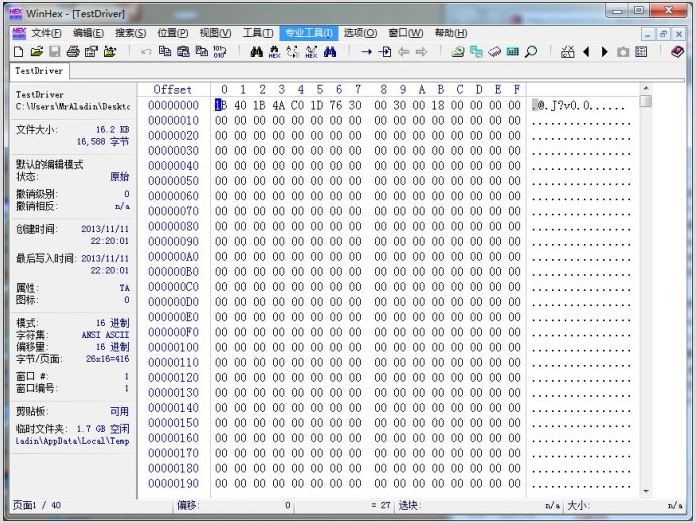 WinHex - [TestDriver]
文件(F) 编辑(E) 搜索(S) 位置(P) 视图(V) 工具(T) 专业工具(I) 选项(O) 窗口(W) 帮助(H)
TestDriver
Offset 0 1 2 3 4 5 6 7 8 9 A B C D E F
00000000 1B 40 1B 4A C0 1D 76 30 00 30 00 18 00 00 00 00 .@.J?v0.0......
00000010 00 00 00 00 00 00 00 00 00 00 00 00 00 00 00 00 ................
00000020 00 00 00 00 00 00 00 00 00 00 00 00 00 00 00 00 ................
00000030 00 00 00 00 00 00 00 00 00 00 00 00 00 00 00 00 ................
00000040 00 00 00 00 00 00 00 00 00 00 00 00 00 00 00 00 ................
00000050 00 00 00 00 00 00 00 00 00 00 00 00 00 00 00 00 ................
00000060 00 00 00 00 00 00 00 00 00 00 00 00 00 00 00 00 ................
00000070 00 00 00 00 00 00 00 00 00 00 00 00 00 00 00 00 ................
00000080 00 00 00 00 00 00 00 00 00 00 00 00 00 00 00 00 ................
00000090 00 00 00 00 00 00 00 00 00 00 00 00 00 00 00 00 ................
000000A0 00 00 00 00 00 00 00 00 00 00 00 00 00 00 00 00 ................
000000B0 00 00 00 00 00 00 00 00 00 00 00 00 00 00 00 00 ................
000000C0 00 00 00 00 00 00 00 00 00 00 00 00 00 00 00 00 ................
000000D0 00 00 00 00 00 00 00 00 00 00 00 00 00 00 00 00 ................
000000E0 00 00 00 00 00 00 00 00 00 00 00 00 00 00 00 00 ................
000000F0 00 00 00 00 00 00 00 00 00 00 00 00 00 00 00 00 ................
00000100 00 00 00 00 00 00 00 00 00 00 00 00 00 00 00 00 ................
00000110 00 00 00 00 00 00 00 00 00 00 00 00 00 00 00 00 ................
00000120 00 00 00 00 00 00 00 00 00 00 00 00 00 00 00 00 ................
00000130 00 00 00 00 00 00 00 00 00 00 00 00 00 00 00 00 ................
00000140 00 00 00 00 00 00 00 00 00 00 00 00 00 00 00 00 ................
00000150 00 00 00 00 00 00 00 00 00 00 00 00 00 00 00 00 ................
00000160 00 00 00 00 00 00 00 00 00 00 00 00 00 00 00 00 ................
00000170 00 00 00 00 00 00 00 00 00 00 00 00 00 00 00 00 ................
00000180 00 00 00 00 00 00 00 00 00 00 00 00 00 00 00 00 ................
00000190 00 00 00 00 00 00 00 00 00 00 00 00 00 00 00 00 ................
TestDriver
C:\Users\MrAladin\Deskto
文件大小: 16.2 KB
16,588 字节
默认的编辑模式
状态: 原始
撤销级别: 0
撤销相反: n/a
创建时间: 2013/11/11
22:20:01
最后写入时间: 2013/11/11
22:20:01
属性: TA
图标: 0
模式: 16 进制
字符集: ANSI ASCII
偏移量: 16 进制
字节/页面: 26x16=416
窗口 #: 1
窗口编号: 1
剪贴板: 可用
临时文件夹: 1.7 GB 空闲
ladin\AppData\Local\Temp
页面1 / 40 偏移: 0 = 27 选块: n/a 大小: n/a